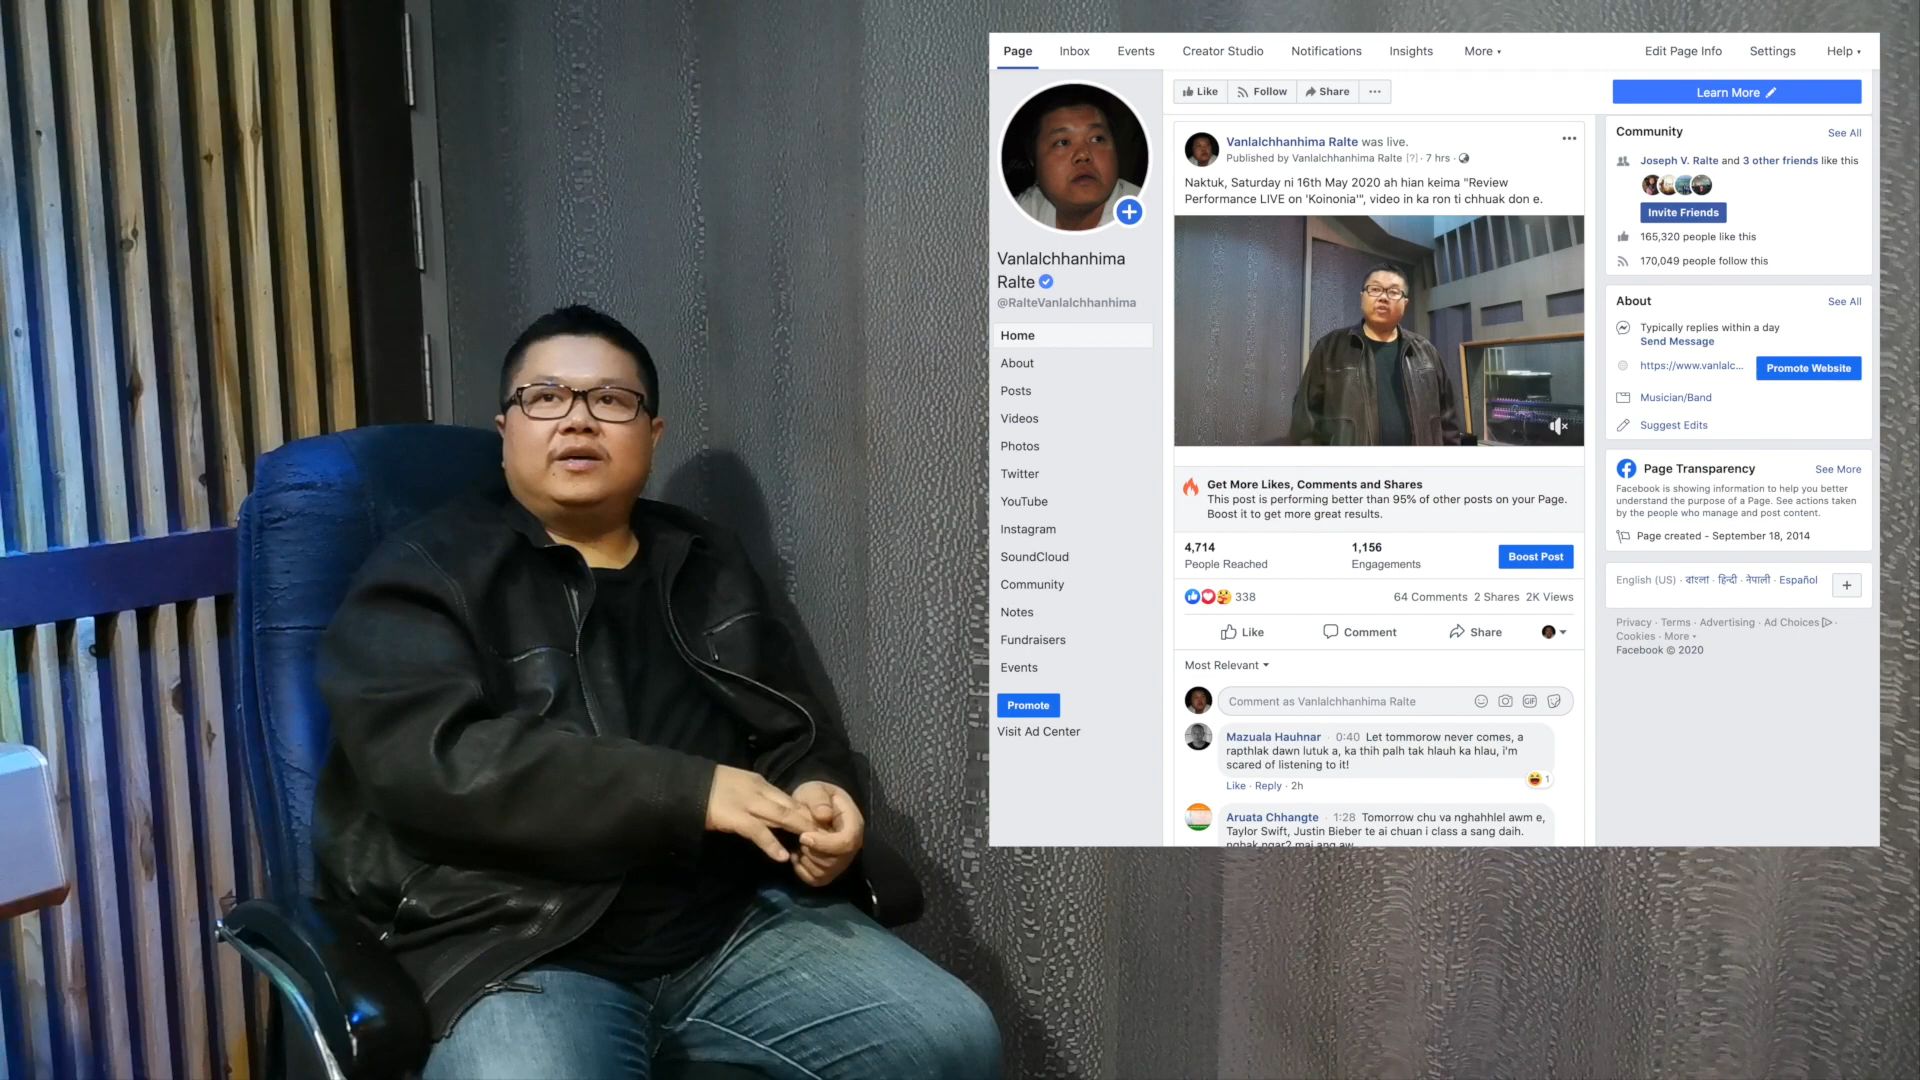 Page Inbox Events Creator Studio Notifications Insights More Edit Page Info Settings Help
Like Follow Share ...
Learn More
Vanlalchhanhima
Ralte
@RalteVanlalchhanhima
Home
About
Posts
Videos
Photos
Twitter
YouTube
Instagram
SoundCloud
Community
Notes
Fundraisers
Events
Promote
Visit Ad Center
Vanlalchhanhima Ralte was live.
Published by Vanlalchhanhima Ralte [?] · 7 hrs ·
Naktuk, Saturday ni 16th May 2020 ah hian keima "Review
Performance LIVE on 'Koinonia'", video in ka ron ti chhuak don e.
Get More Likes, Comments and Shares
This post is performing better than 95% of other posts on your Page.
Boost it to get more great results.
4,714 1,156
People Reached Engagements
Boost Post
338 64 Comments 2 Shares 2K Views
Like Comment Share
Most Relevant
Comment as Vanlalchhanhima Ralte
GIF
Mazuala Hauhnar · 0:40 Let tommorow never comes, a
rapthlak dawn lutuk a, ka thih palh tak hlauh ka hlau, i'm
scared of listening to it!
1
Like · Reply · 2h
Aruata Chhangte · 1:28 Tomorrow chu va nghahhlel awm e,
Taylor Swift, Justin Bieber te ai chuan i class a sang daih.
Community See All
Joseph V. Ralte and 3 other friends like this
Invite Friends
165,320 people like this
170,049 people follow this
About See All
Typically replies within a day
Send Message
https://www.vanlalc... Promote Website
Musician/Band
Suggest Edits
Page Transparency See More
Facebook is showing information to help you better
understand the purpose of a Page. See actions taken
by the people who manage and post content.
Page created - September 18, 2014
English (US) · বাংলা · हिन्दी · नेपाली · Español +
Privacy · Terms · Advertising · Ad Choices ·
Cookies · More
Facebook © 2020